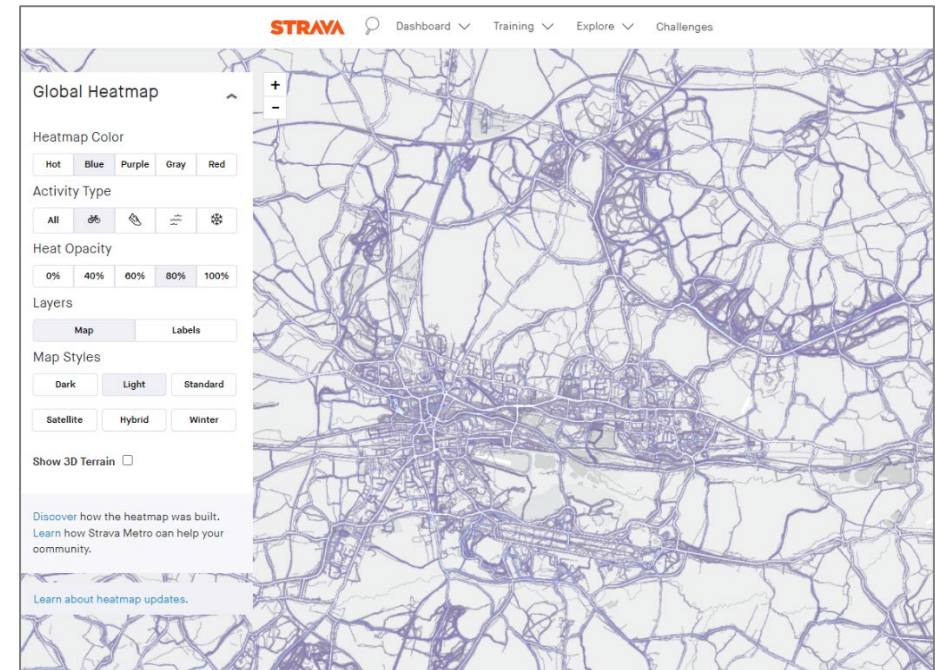 STRAVA Dashboard Training Explore Challenges
Global Heatmap
+
-
Heatmap Color
Hot Blue Purple Gray Red
Activity Type
All
Heat Opacity
0% 40% 60% 80% 100%
Layers
Map Labels
Map Styles
Dark Light Standard
Satellite Hybrid Winter
Show 3D Terrain
Discover how the heatmap was built.
Learn how Strava Metro can help your
community.
Learn about heatmap updates.